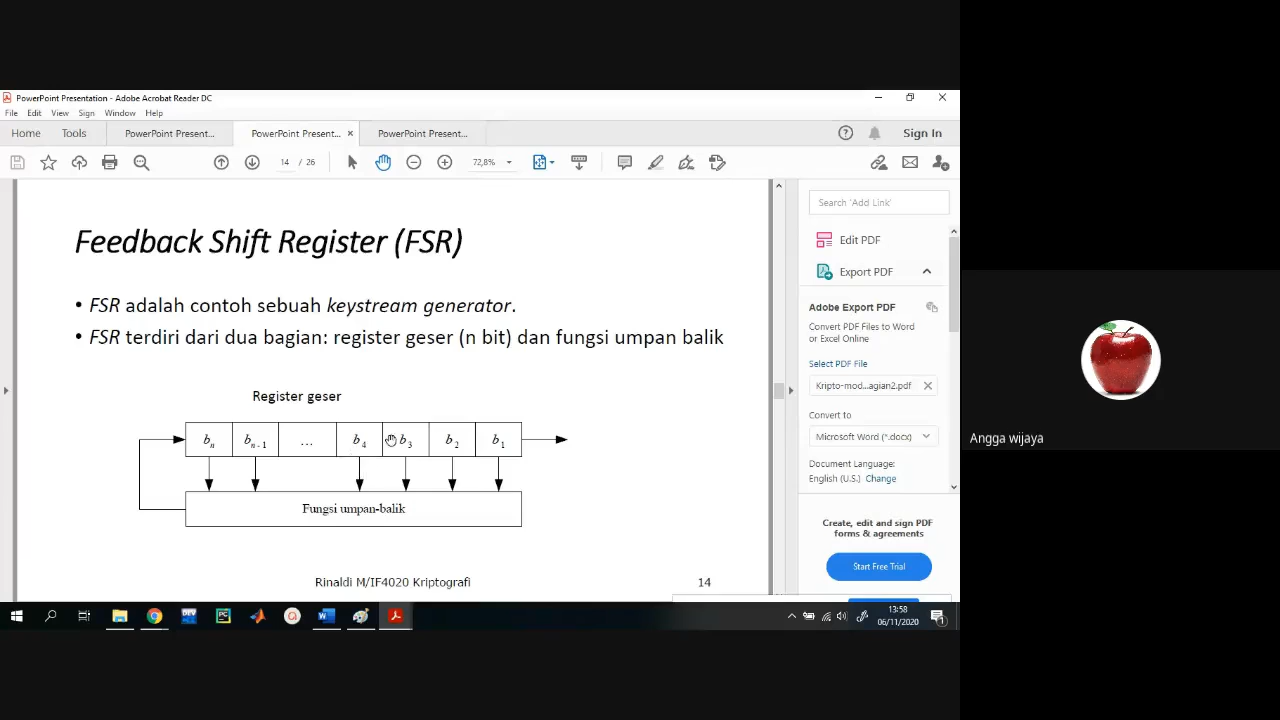 PowerPoint Presentation - Adobe Acrobat Reader DC
File Edit View Sign Window Help
Home Tools PowerPoint Present... PowerPoint Present... × PowerPoint Present... Sign In
14 / 26 72,8%
Feedback Shift Register (FSR)
• FSR adalah contoh sebuah keystream generator.
• FSR terdiri dari dua bagian: register geser (n bit) dan fungsi umpan balik
Register geser
bn bn-1 ... b4 b3 b2 b1
Fungsi umpan-balik
Rinaldi M/IF4020 Kriptografi 14
Search 'Add Link'
Edit PDF
Export PDF
Adobe Export PDF
Convert PDF Files to Word
or Excel Online
Select PDF File
Kripto-mod...agian2.pdf
Convert to
Microsoft Word (*.docx)
Document Language:
English (U.S.) Change
Create, edit and sign PDF
forms & agreements
Start Free Trial
Angga wijaya
13:58
06/11/2020